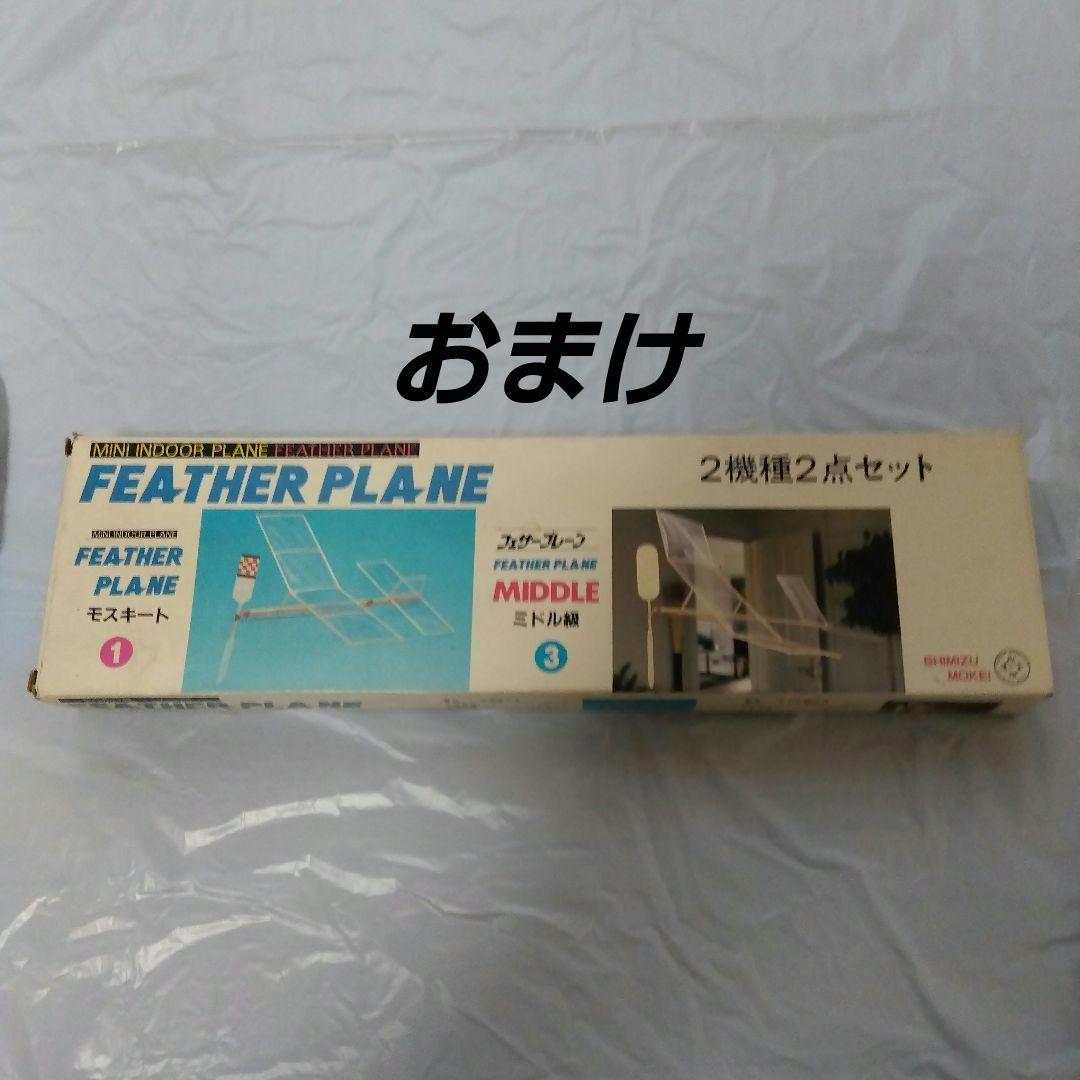 おまけ
MINI INDOOR PLANE FEATHER PLANE
FEATHER PLANE
2機種2点セット
MINI INDOOR PLANE
FEATHER
PLANE
モスキート
1
フェザープレーン
FEATHER PLANE
MIDDLE
ミドル級
3
SHIMIZU
MOKEI
FEATHER PLANE